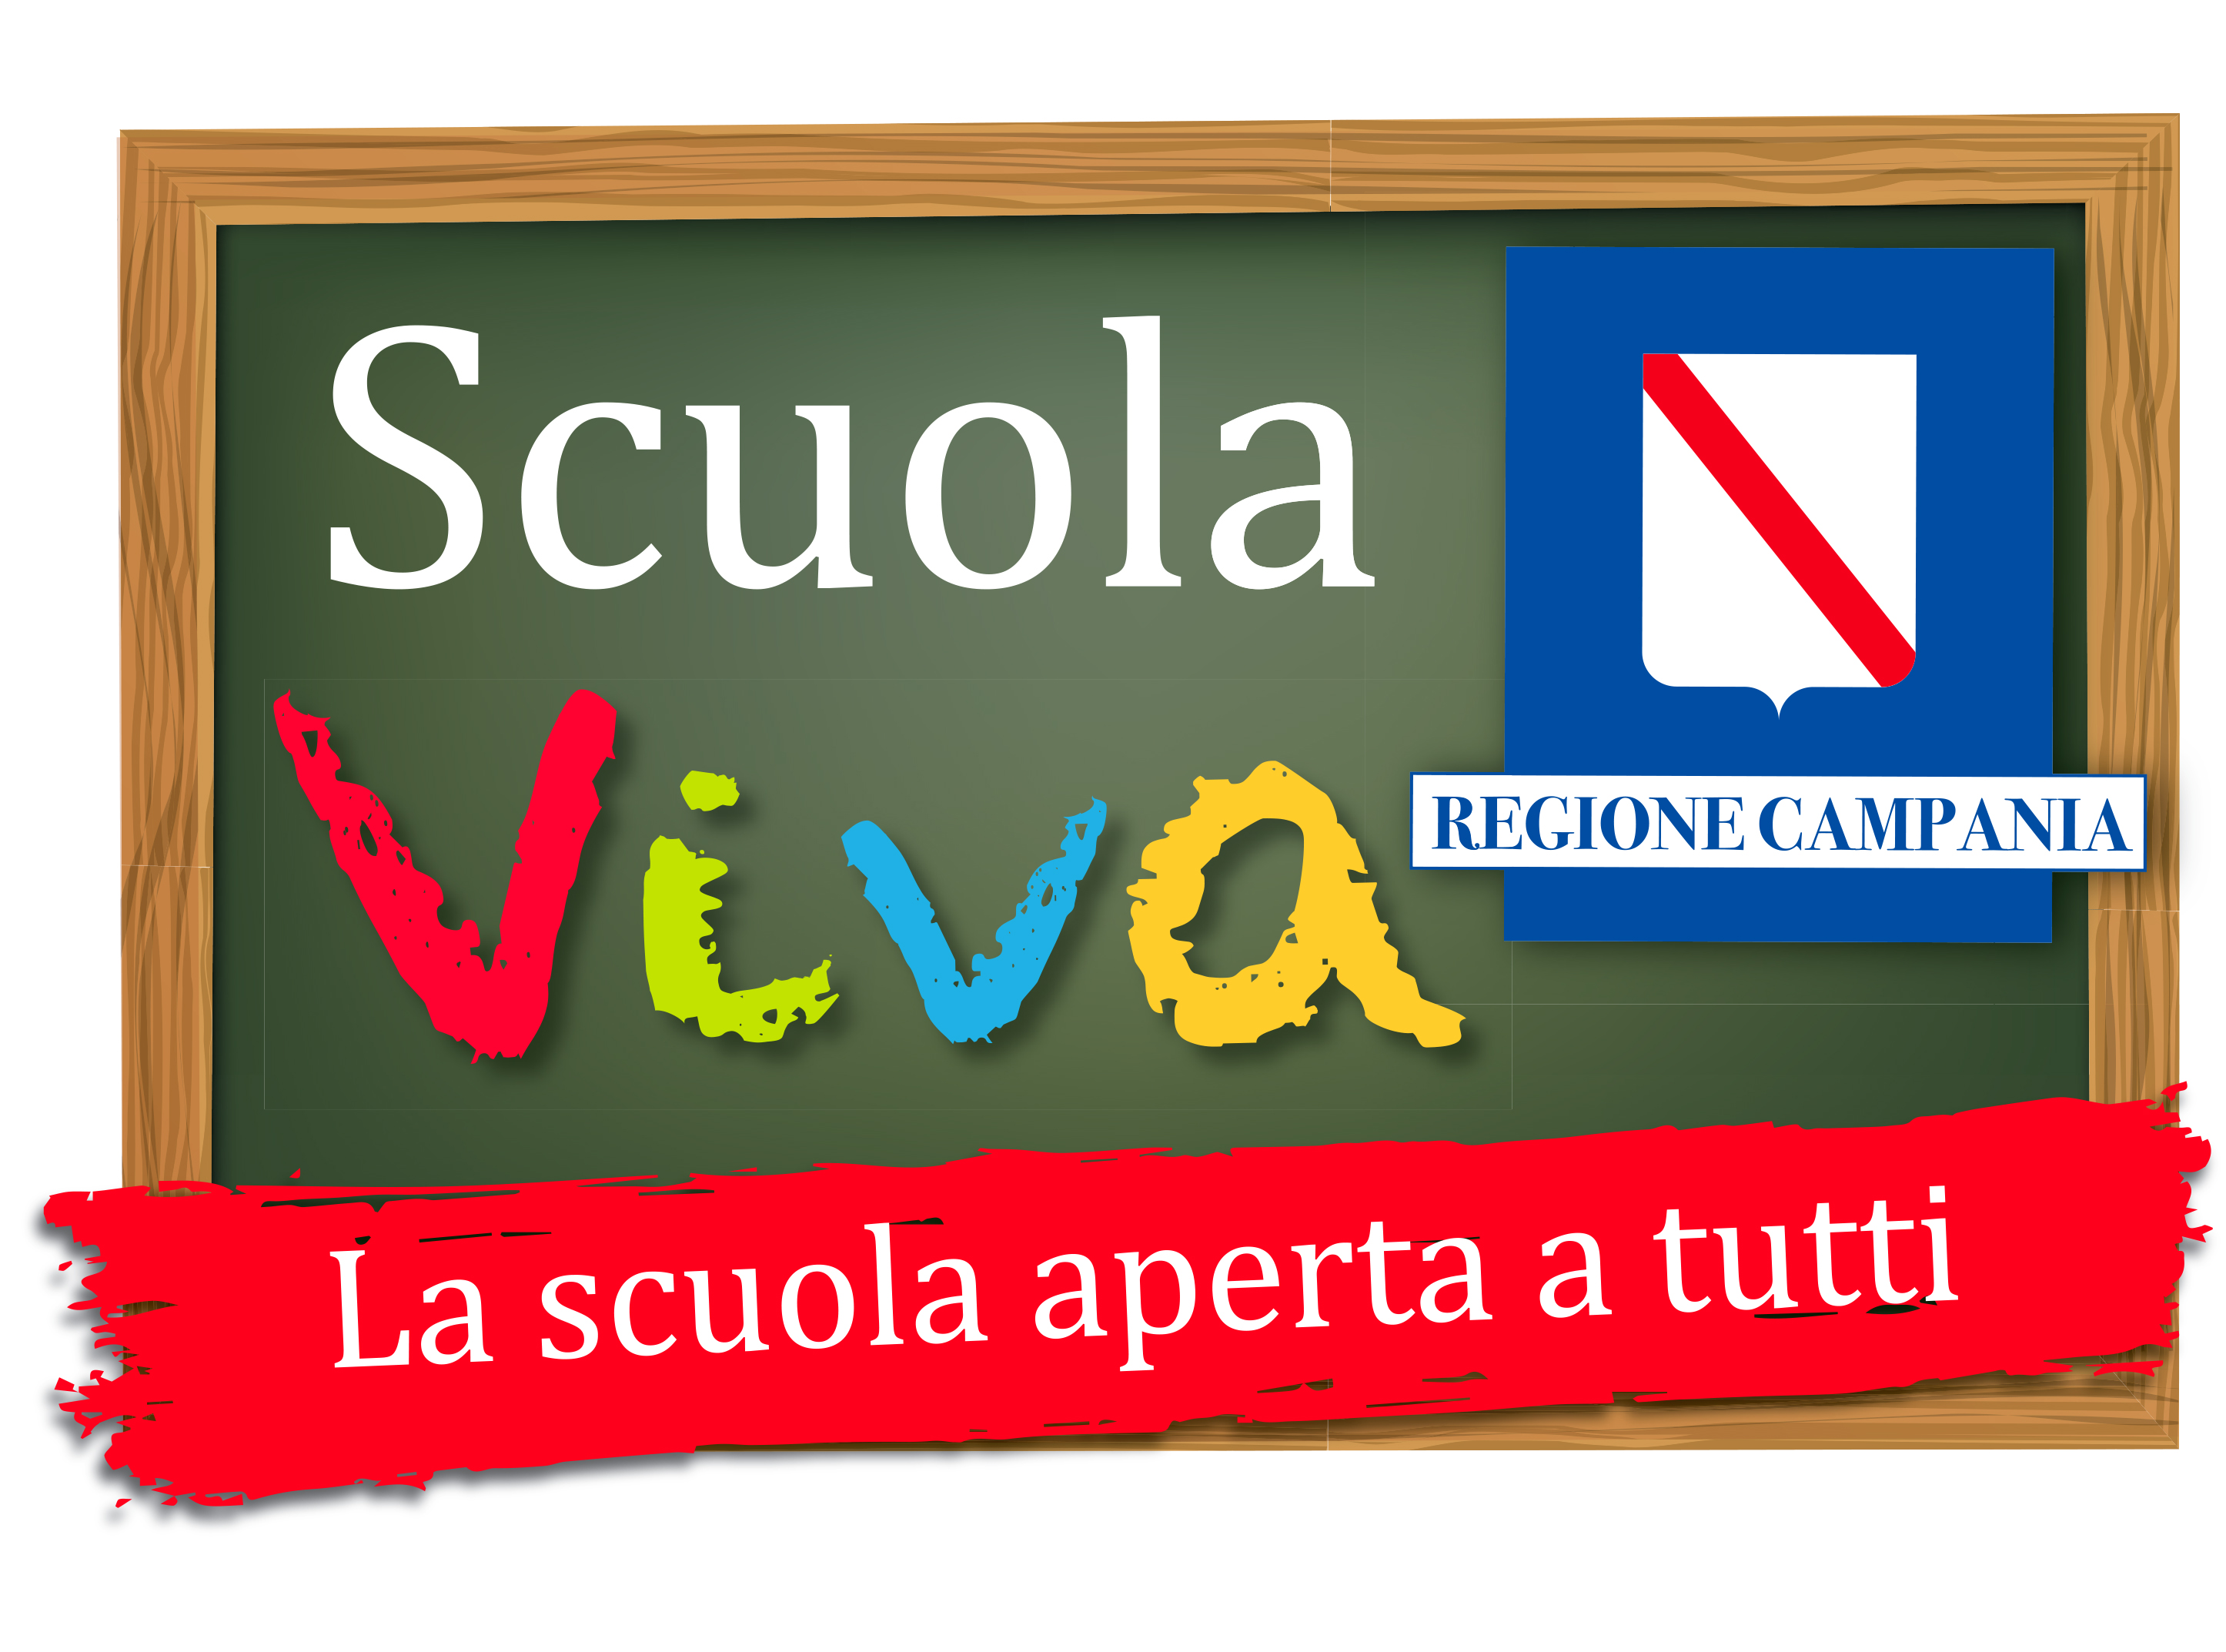 Scuola
viva
REGIONE CAMPANIA
La scuola aperta a tutti